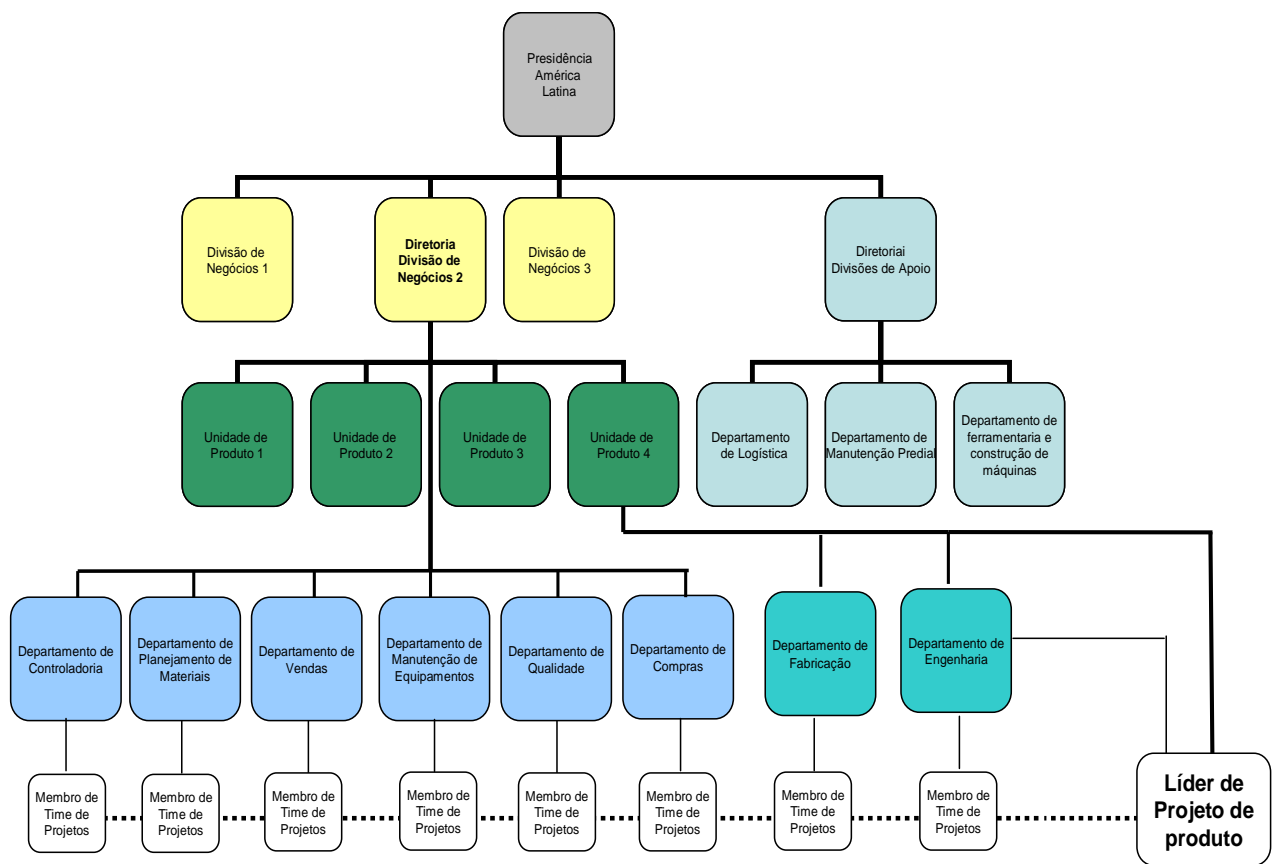 Presidência
América
Latina
Divisão de
Negócios 1
Diretoria
Divisão de
Negócios 2
Divisão de
Negócios 3
Diretoriai
Divisões de Apoio
Unidade de
Produto 1
Unidade de
Produto 2
Unidade de
Produto 3
Unidade de
Produto 4
Departamento
de Logística
Departamento de
Manutenção Predial
Departamento de
ferramentaria e
construção de
máquinas
Departamento de
Controladoria
Departamento de
Planejamento de
Materiais
Departamento de
Vendas
Departamento de
Manutenção de
Equipamentos
Departamento de
Qualidade
Departamento de
Compras
Departamento de
Fabricação
Departamento de
Engenharia
Membro de
Time de
Projetos
Membro de
Time de
Projetos
Membro de
Time de
Projetos
Membro de
Time de
Projetos
Membro de
Time de
Projetos
Membro de
Time de
Projetos
Membro de
Time de
Projetos
Membro de
Time de
Projetos
Líder de
Projeto de
produto